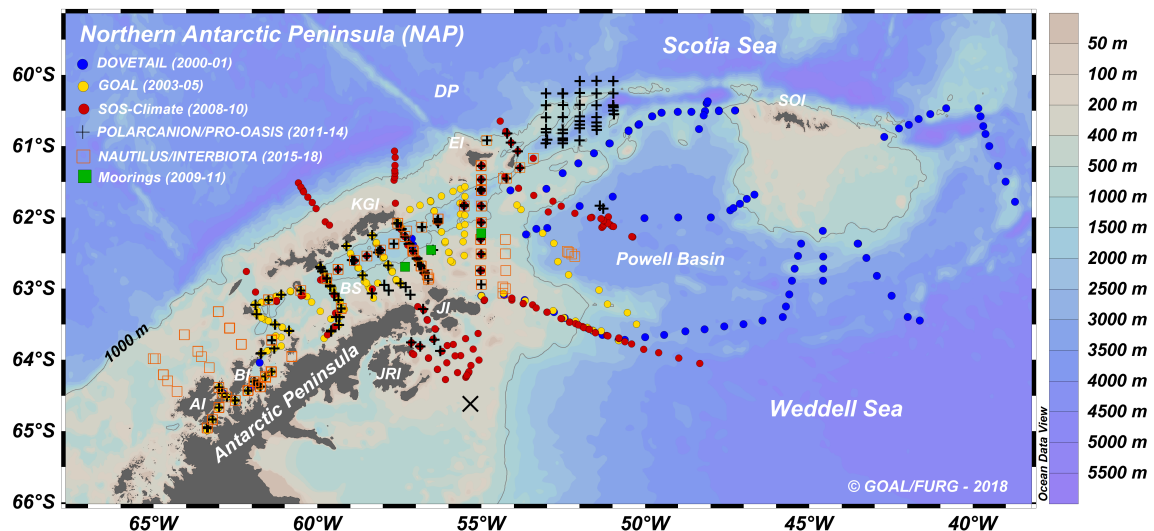 Northern Antarctic Peninsula (NAP)
DOVETAIL (2000-01)
GOAL (2003-05)
SOS-Climate (2008-10)
POLARCANION/PRO-OASIS (2011-14)
NAUTILUS/INTERBIOTA (2015-18)
Moorings (2009-11)
Scotia Sea
DP
SOI
EI
KGI
Powell Basin
BS
JI
1000 m
JRI
BI
AI
Antarctic Peninsula
Weddell Sea
© GOAL/FURG - 2018
60°S
61°S
62°S
63°S
64°S
65°S
66°S
65°W
60°W
55°W
50°W
45°W
40°W
50 m
100 m
200 m
400 m
500 m
1000 m
1500 m
2000 m
2500 m
3000 m
3500 m
4000 m
4500 m
5000 m
5500 m
Ocean Data View